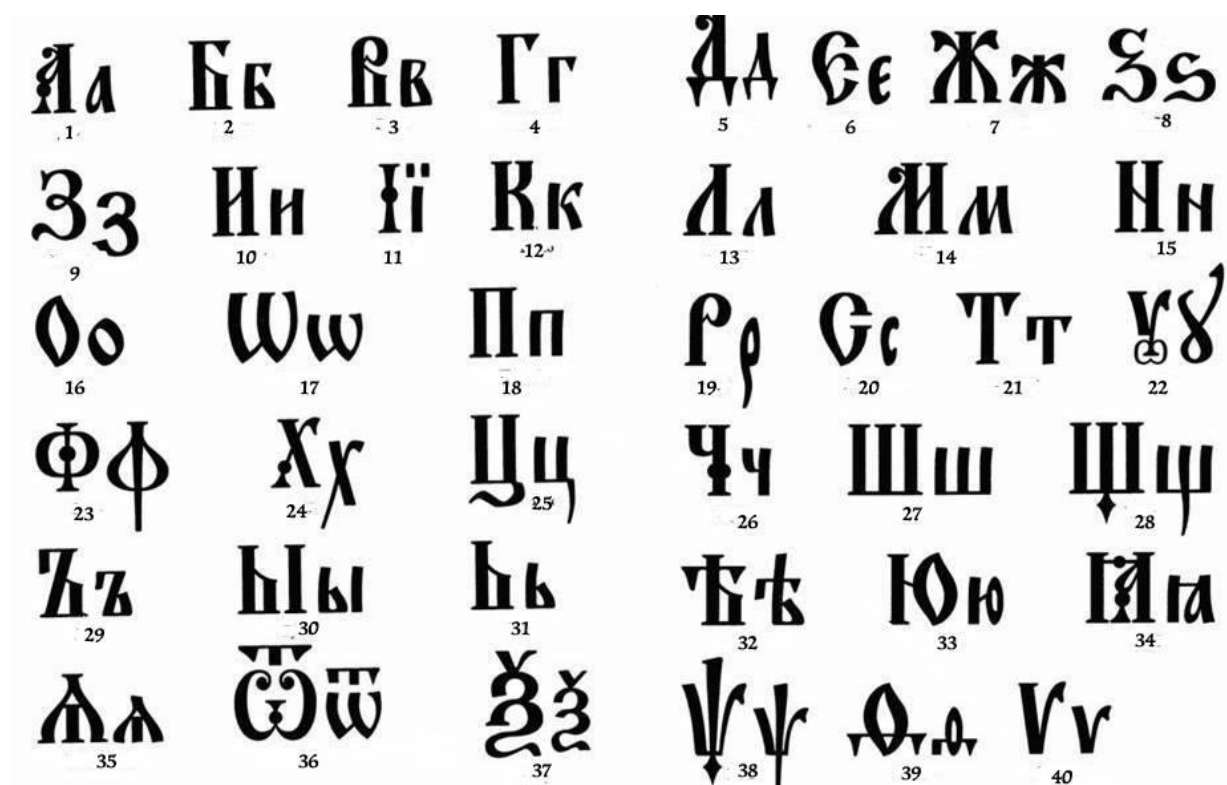 Аа Бб Вв Гг Дд Єє Жж Ѕѕ
1 2 3 4 5 6 7 8
Зз Ии Її Кк Лл Мм Нн
9 10 11 12 13 14 15
Оо Ѡѡ Пп Рр Сс Тт Ѹꙋ
16 17 18 19 20 21 22
Фф Хх Цц Чч Шш Щщ
23 24 25 26 27 28
Ъъ Ыы Ьь Ѣѣ Юю Ꙗꙗ
29 30 31 32 33 34
Ѧѧ Ѿѿ Ѯѯ Ѱѱ Ѳѳ Ѵѵ
35 36 37 38 39 40